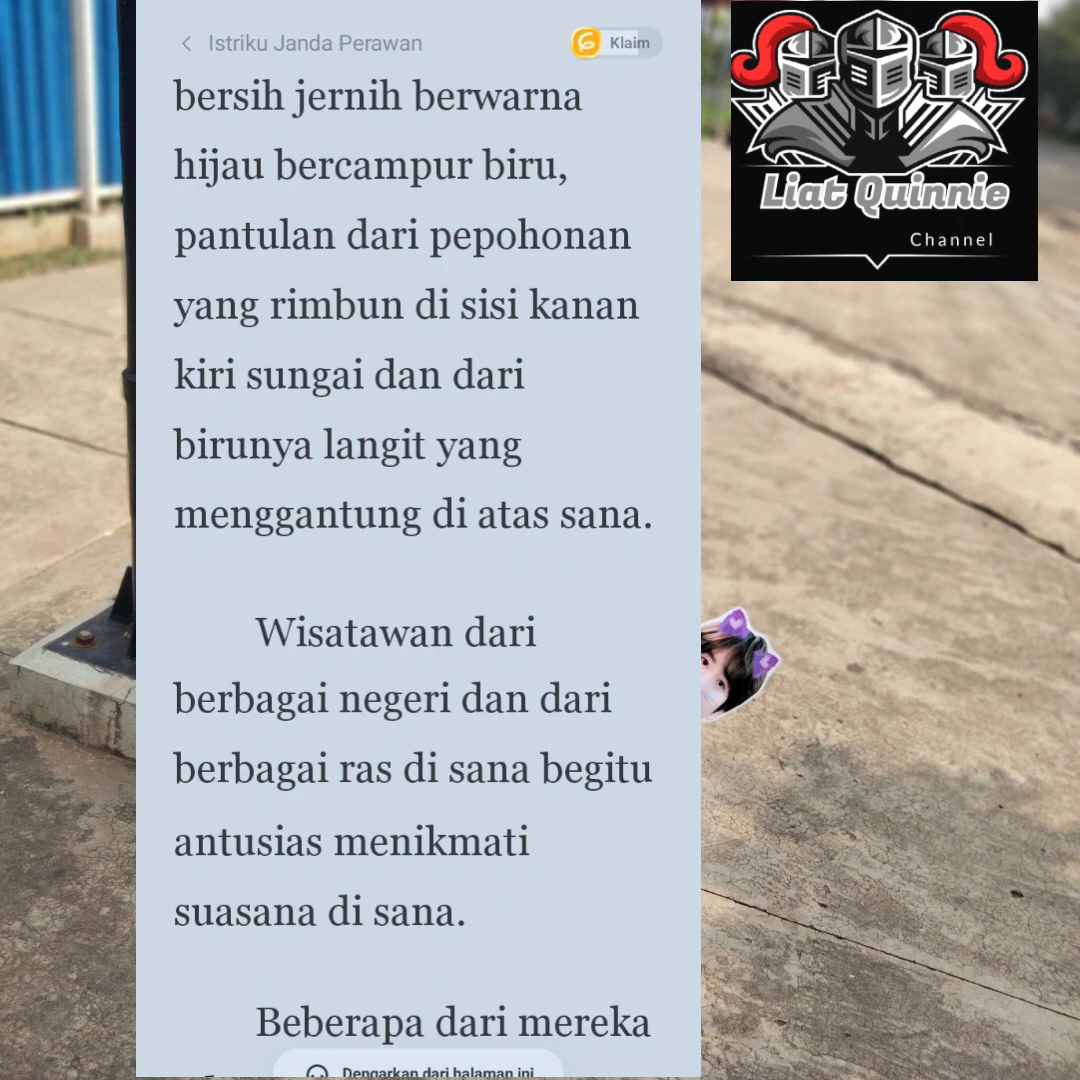 Istriku Janda Perawan
Klaim
bersih jernih berwarna
hijau bercampur biru,
pantulan dari pepohonan
yang rimbun di sisi kanan
kiri sungai dan dari
birunya langit yang
menggantung di atas sana.
Wisatawan dari
berbagai negeri dan dari
berbagai ras di sana begitu
antusias menikmati
suasana di sana.
Beberapa dari mereka
Dengarkan dari halaman ini
Liat Quinnie
Channel